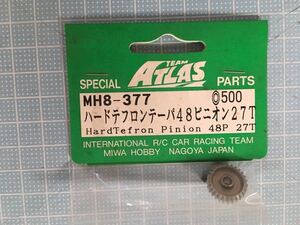 TEAM
ATLAS
SPECIAL PARTS
MH8-377 ◎500
ハードテフロンテーパ48ピニオン27T
HardTefron Pinion 48P 27T
INTERNATIONAL R/C CAR RACING TEAM
MIWA HOBBY NAGOYA JAPAN